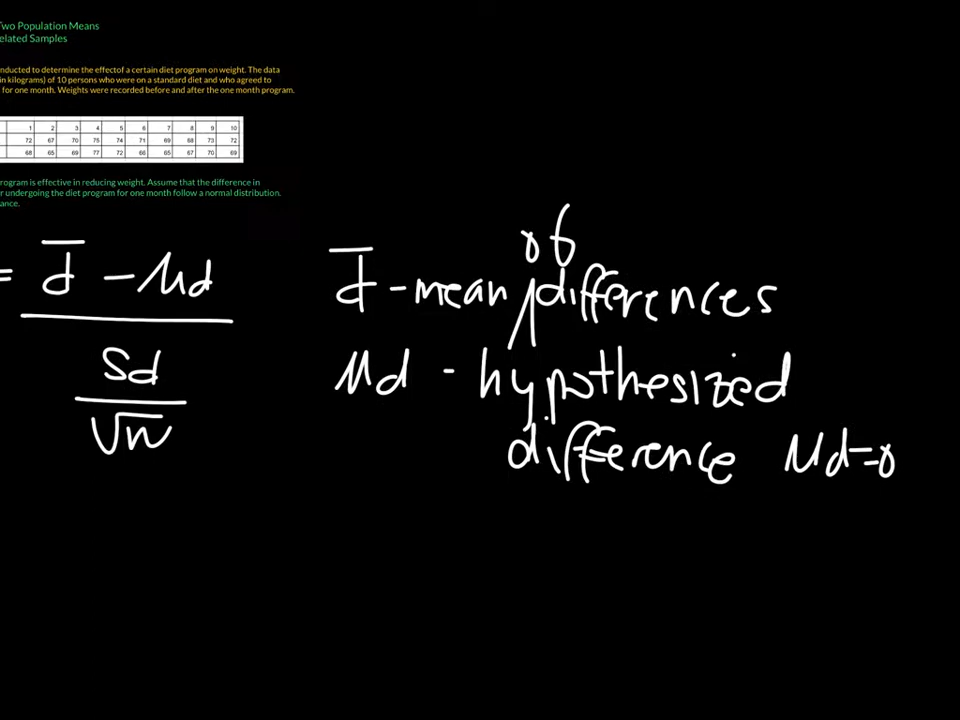 Two Population Means
elated Samples
nducted to determine the effectof a certain diet program on weight. The data
in kilograms) of 10 persons who were on a standard diet and who agreed to
for one month. Weights were recorded before and after the one month program.
1 2 3 4 5 6 7 8 9 10
72 67 70 75 74 71 69 68 73 72
68 65 69 77 72 66 65 67 70 69
rogram is effective in reducing weight. Assume that the difference in
r undergoing the diet program for one month follow a normal distribution.
ance.
= d̅ - μd
Sd
√n
d̅ - mean of differences
μd - hypothesized
difference μd=0